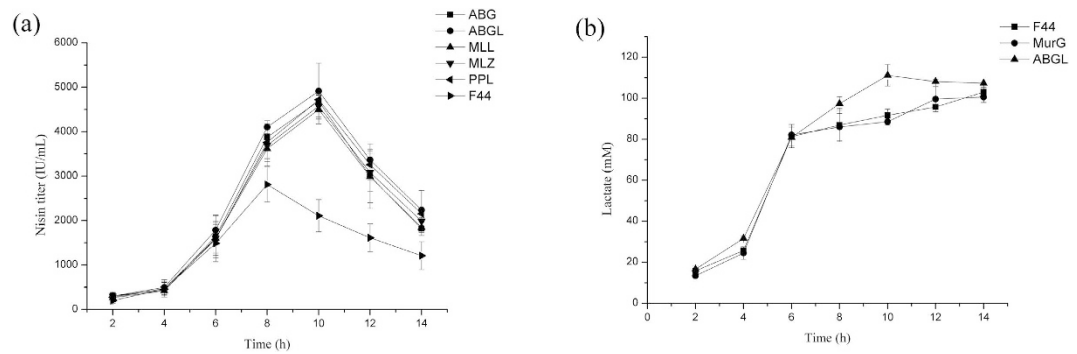 (a)
ABG
ABGL
MLL
MLZ
PPL
F44
Nisin titer (IU/mL)
6000
5000
4000
3000
2000
1000
0
2 4 6 8 10 12 14
Time (h)
(b)
F44
MurG
ABGL
Lactate (mM)
120
100
80
60
40
20
0
0 2 4 6 8 10 12 14
Time (h)